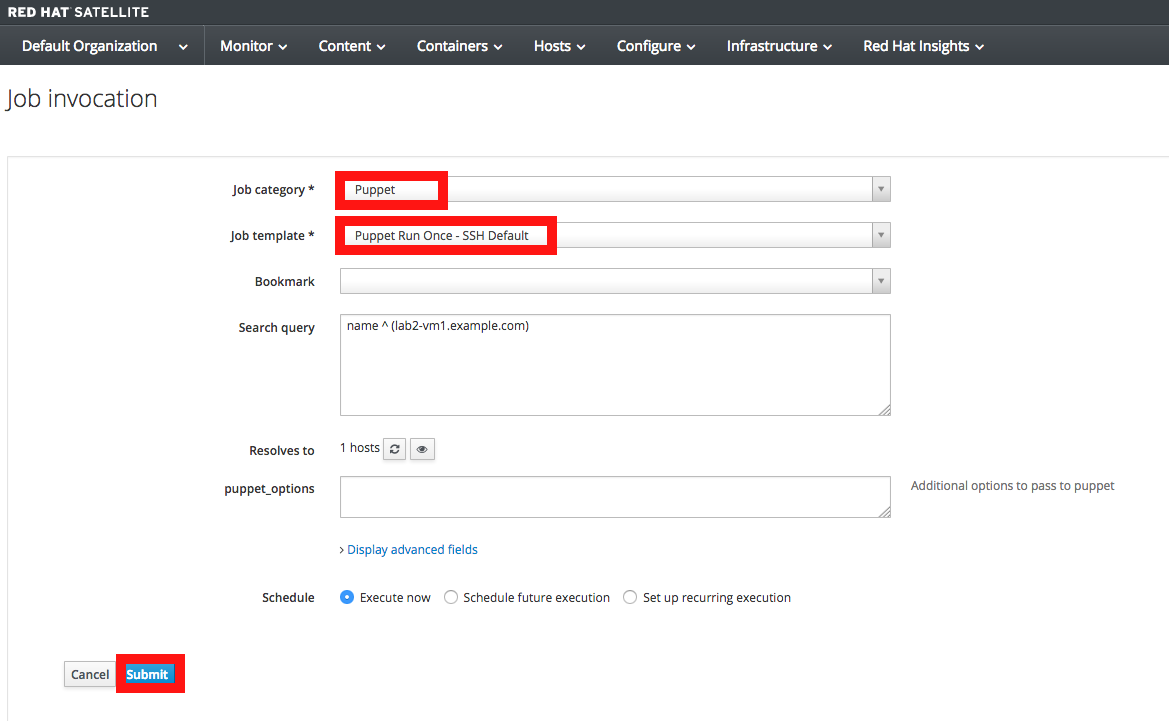 RED HAT SATELLITE
Default Organization Monitor Content Containers Hosts Configure Infrastructure Red Hat Insights
Job invocation
Job category * Puppet
Job template * Puppet Run Once - SSH Default
Bookmark
Search query name ^ (lab2-vm1.example.com)
Resolves to 1 hosts
puppet_options Additional options to pass to puppet
Display advanced fields
Schedule Execute now Schedule future execution Set up recurring execution
Cancel Submit